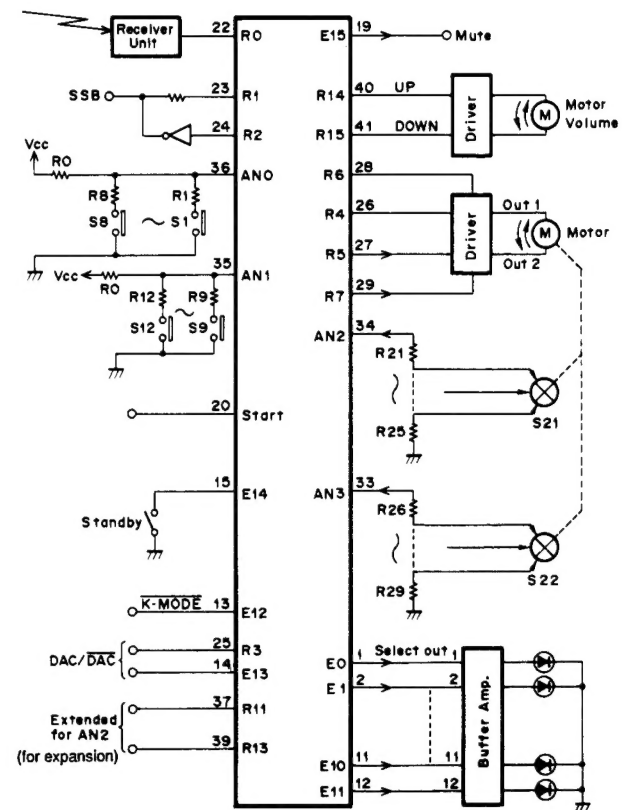 Receiver
Unit
22
R0
E15
19
Mute
SSB
23
R1
24
R2
R14
40
UP
R15
41
DOWN
Driver
M
Motor
Volume
Vcc
R0
36
AN0
R8
R1
S8
S1
R6
28
R4
26
R5
27
R7
29
Driver
Out 1
Out 2
M
Motor
Vcc
R0
35
AN1
R12
R9
S12
S9
AN2
34
R21
R25
S21
20
Start
15
E14
Standby
AN3
33
R26
R29
S22
K-MODE
13
E12
DAC/DAC
25
R3
14
E13
Extended
for AN2
(for expansion)
37
R11
39
R13
E0
1
Select out
1
E1
2
2
E10
11
11
E11
12
12
Buffer Amp.